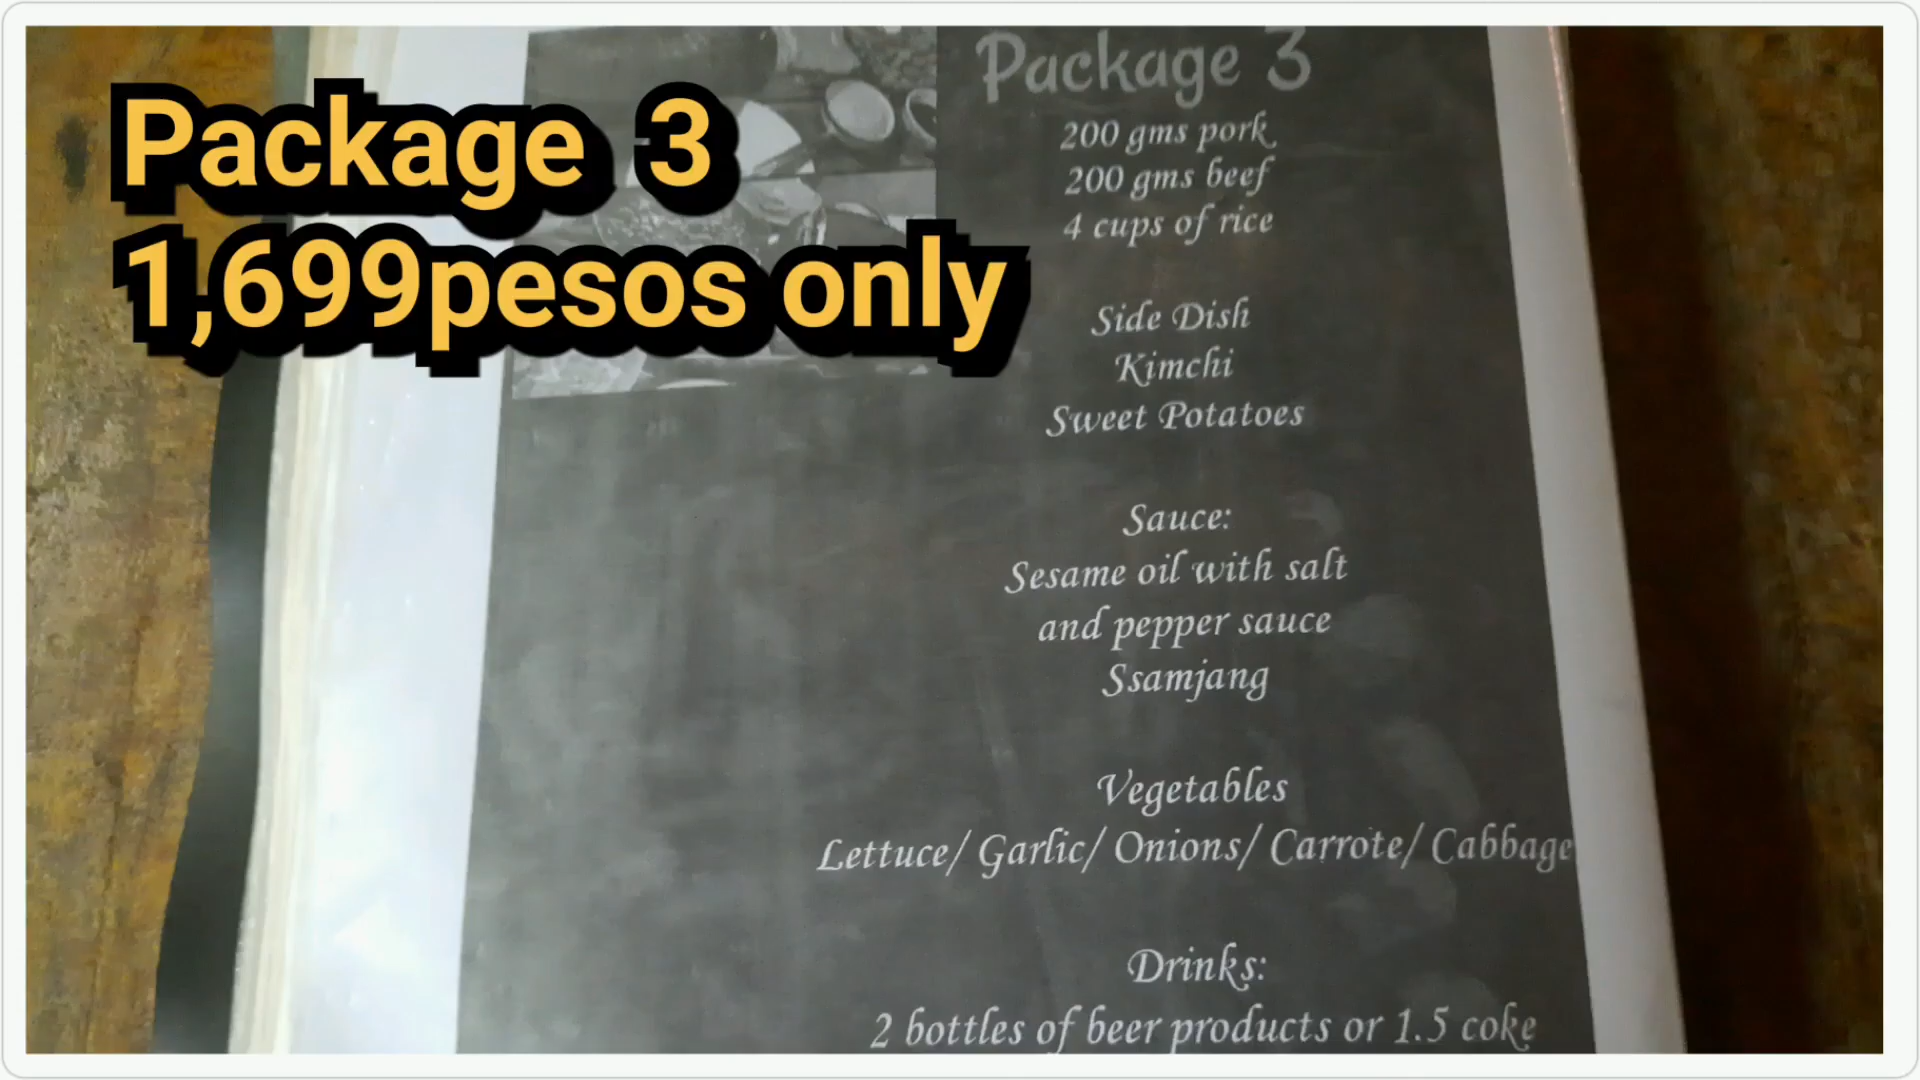 Package 3
1,699pesos only
Package 3
200 gms pork
200 gms beef
4 cups of rice
Side Dish
Kimchi
Sweet Potatoes
Sauce:
Sesame oil with salt
and pepper sauce
Ssamjang
Vegetables
Lettuce/ Garlic/ Onions/ Carrote/ Cabbage
Drinks:
2 bottles of beer products or 1.5 coke